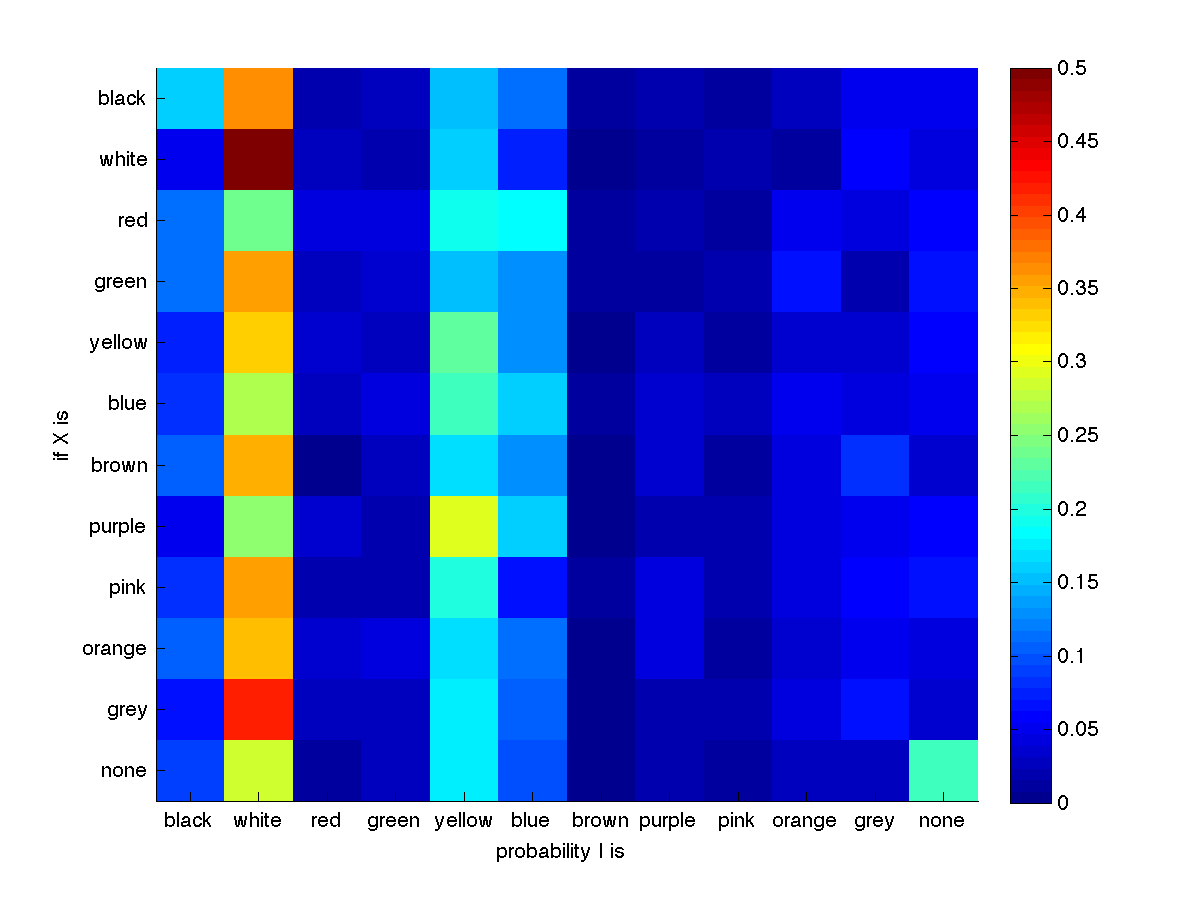 if X is
black
white
red
green
yellow
blue
brown
purple
pink
orange
grey
none
black white red green yellow blue brown purple pink orange grey none
probability I is
0.5
0.45
0.4
0.35
0.3
0.25
0.2
0.15
0.1
0.05
0